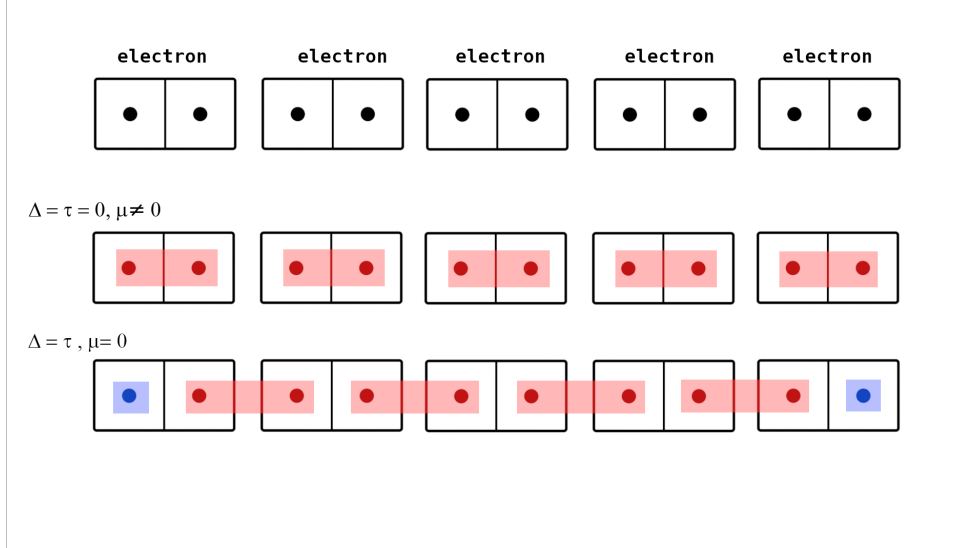 electron electron electron electron electron
Δ = τ = 0, μ≠ 0
Δ = τ , μ= 0